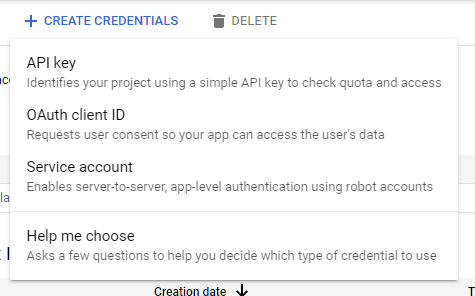 + CREATE CREDENTIALS DELETE
API key
Identifies your project using a simple API key to check quota and access
OAuth client ID
Requests user consent so your app can access the user's data
Service account
Enables server-to-server, app-level authentication using robot accounts
Help me choose
Asks a few questions to help you decide which type of credential to use
Creation date